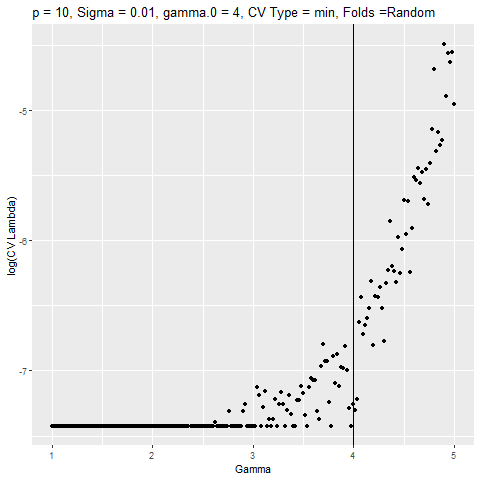 p = 10, Sigma = 0.01, gamma.0 = 4, CV Type = min, Folds =Random
log(CV Lambda)
-5
-6
-7
1 2 3 4 5
Gamma